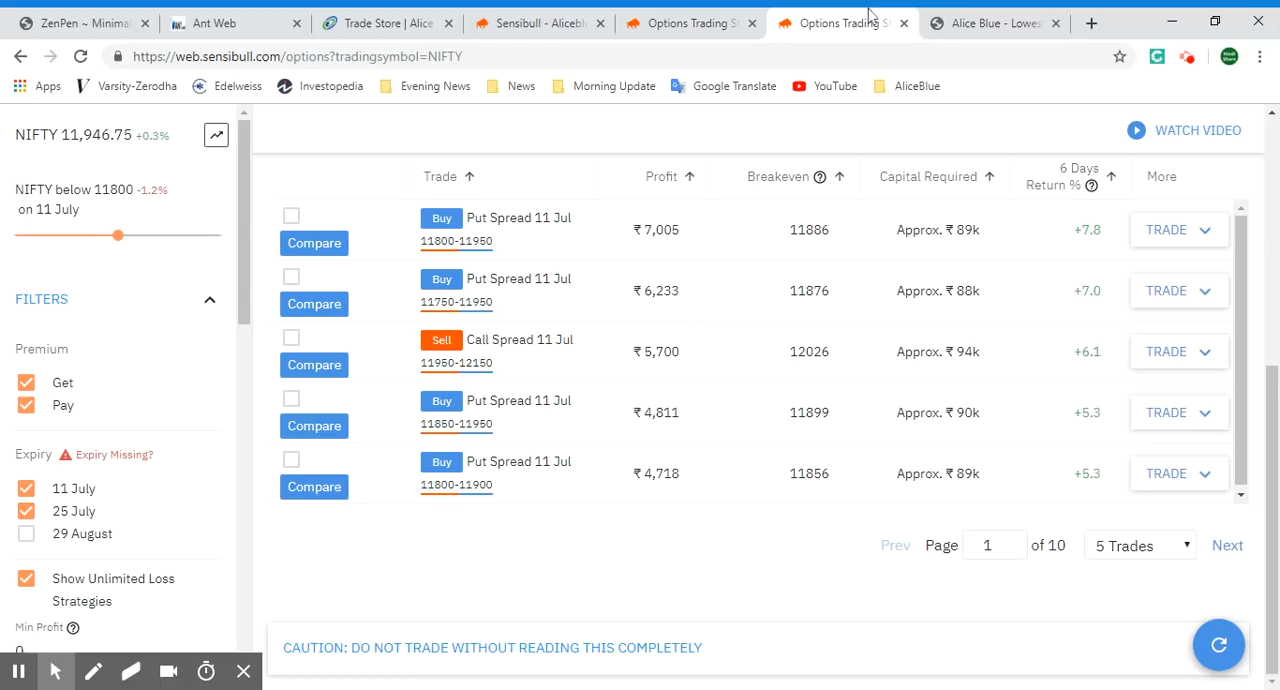 ZenPen ~ Minimal
Ant Web
Trade Store | Alice
Sensibull - Aliceblu
Options Trading St
Options Trading St
Alice Blue - Lowes
https://web.sensibull.com/options?tradingsymbol=NIFTY
Apps
Varsity-Zerodha
Edelweiss
Investopedia
Evening News
News
Morning Update
Google Translate
YouTube
AliceBlue
NIFTY 11,946.75 +0.3%
NIFTY below 11800 -1.2%
on 11 July
FILTERS
Premium
Get
Pay
Expiry Expiry Missing?
11 July
25 July
29 August
Show Unlimited Loss
Strategies
Min Profit ?
WATCH VIDEO
Trade Profit Breakeven ? Capital Required 6 Days Return % ? More
Compare Buy Put Spread 11 Jul 11800-11950 ₹ 7,005 11886 Approx. ₹ 89k +7.8 TRADE
Compare Buy Put Spread 11 Jul 11750-11950 ₹ 6,233 11876 Approx. ₹ 88k +7.0 TRADE
Compare Sell Call Spread 11 Jul 11950-12150 ₹ 5,700 12026 Approx. ₹ 94k +6.1 TRADE
Compare Buy Put Spread 11 Jul 11850-11950 ₹ 4,811 11899 Approx. ₹ 90k +5.3 TRADE
Compare Buy Put Spread 11 Jul 11800-11900 ₹ 4,718 11856 Approx. ₹ 89k +5.3 TRADE
Prev Page 1 of 10 5 Trades Next
CAUTION: DO NOT TRADE WITHOUT READING THIS COMPLETELY